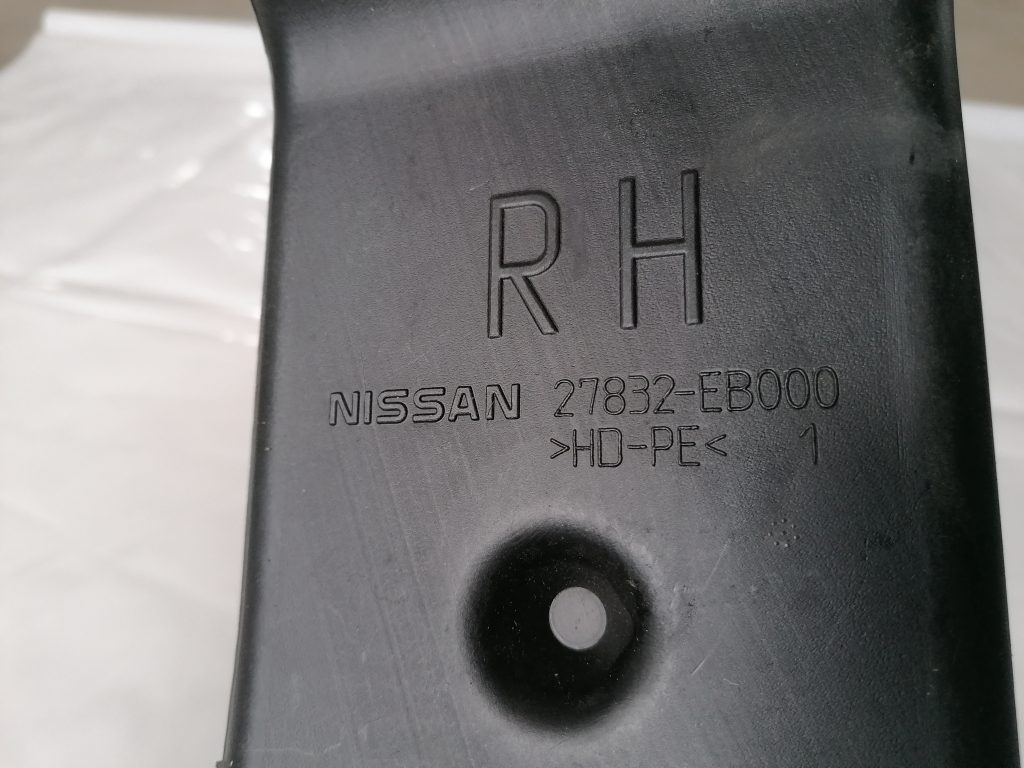 RH
NISSAN 27832-EB000
>HD-PE< 1